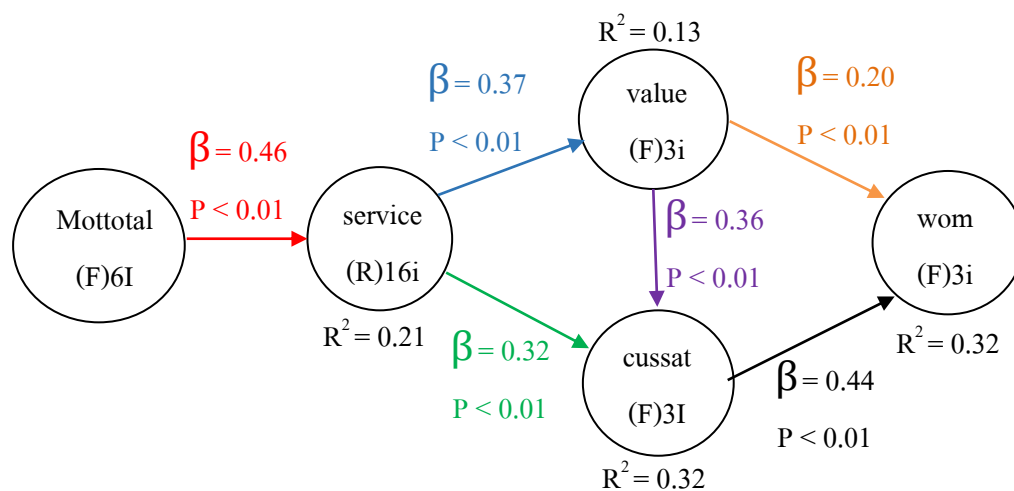 R² = 0.13
value
(F)3i
β = 0.37
P < 0.01
β = 0.20
P < 0.01
β = 0.46
P < 0.01
Mottotal
(F)6I
service
(R)16i
R² = 0.21
β = 0.36
P < 0.01
wom
(F)3i
R² = 0.32
β = 0.32
P < 0.01
cussat
(F)3I
R² = 0.32
β = 0.44
P < 0.01